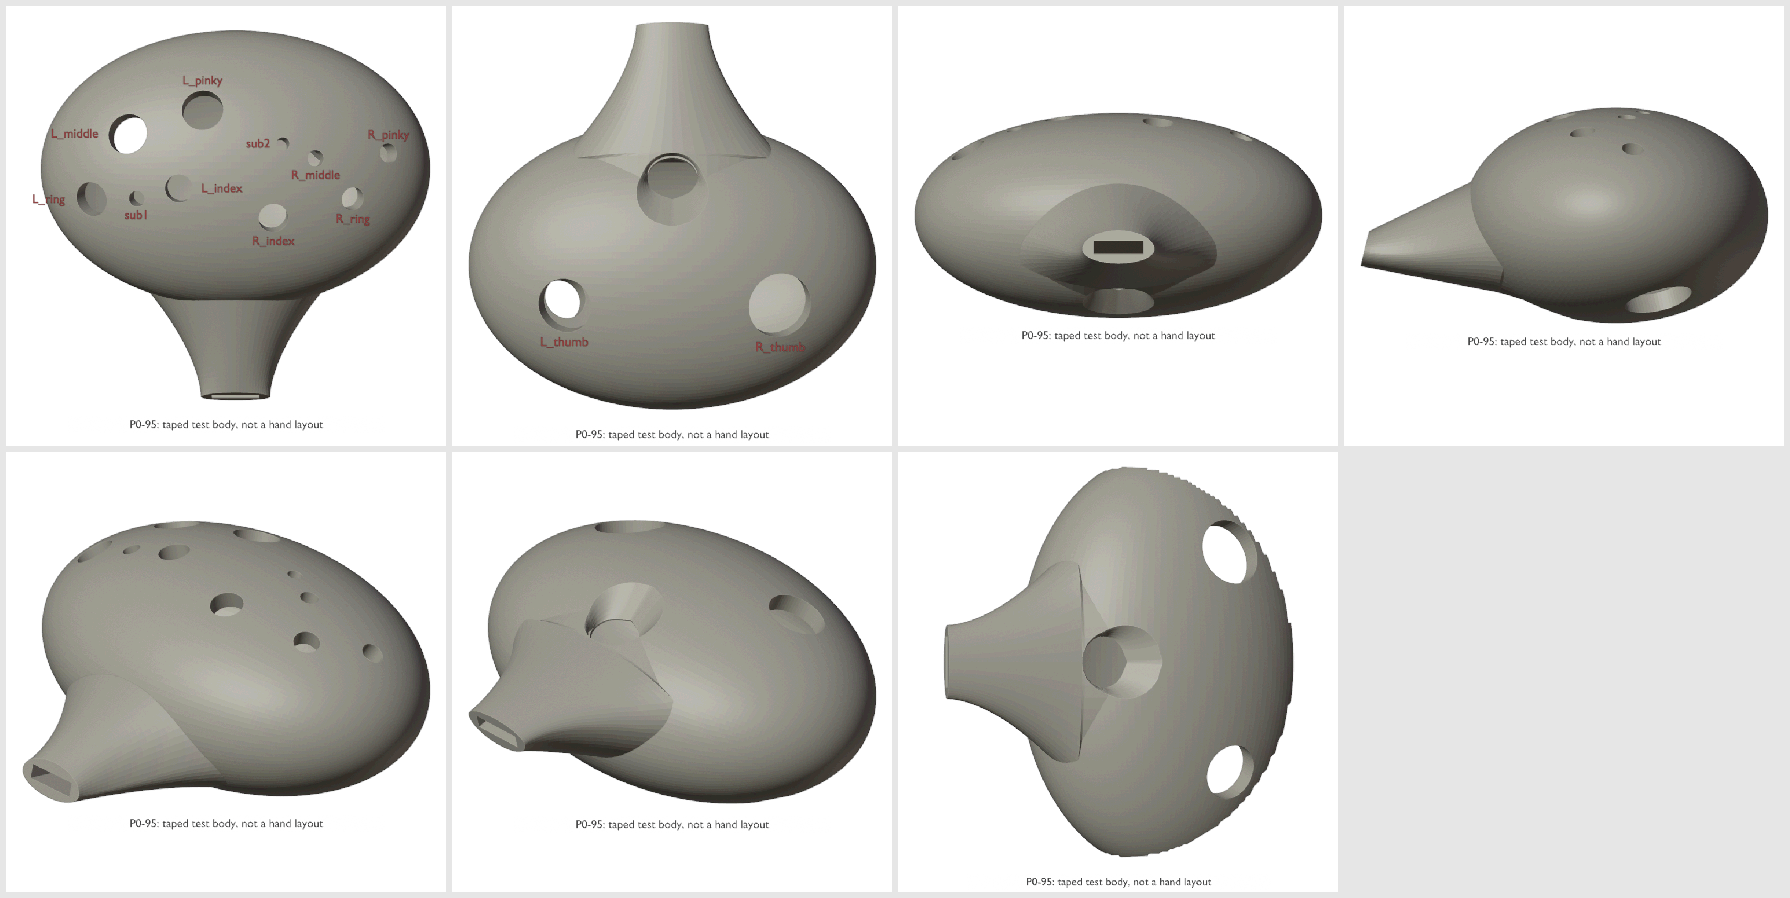 L_pinky
L_middle
sub2
R_pinky
R_middle
L_index
L_ring
sub1
R_ring
R_index
P0-95: taped test body, not a hand layout
L_thumb
R_thumb
P0-95: taped test body, not a hand layout
P0-95: taped test body, not a hand layout
P0-95: taped test body, not a hand layout
P0-95: taped test body, not a hand layout
P0-95: taped test body, not a hand layout
P0-95: taped test body, not a hand layout